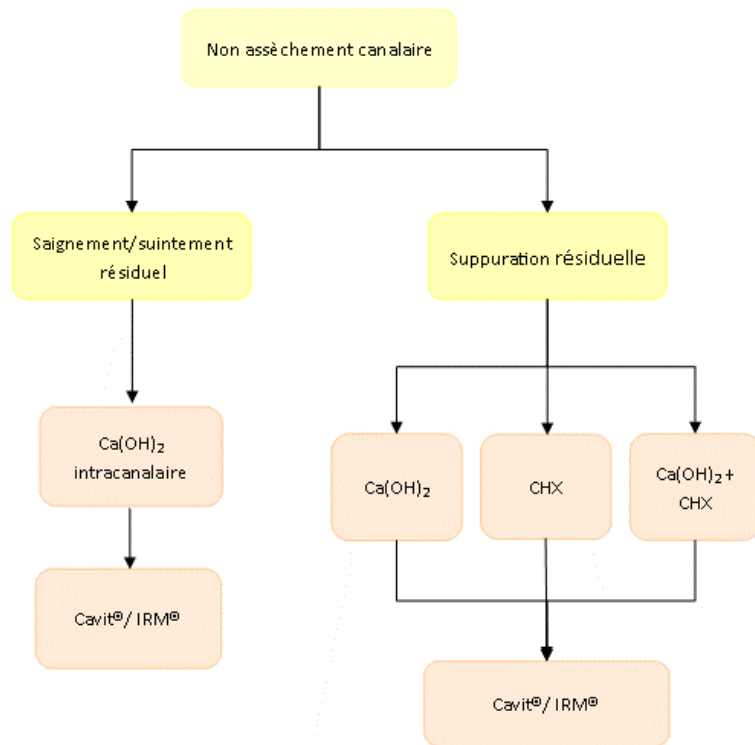 Non assèchement canalaire
Saignement/suintement
résiduel
Suppuration résiduelle
Ca(OH)₂
intracanalaire
Ca(OH)₂
CHX
Ca(OH)₂ +
CHX
Cavit®/ IRM®
Cavit®/ IRM®